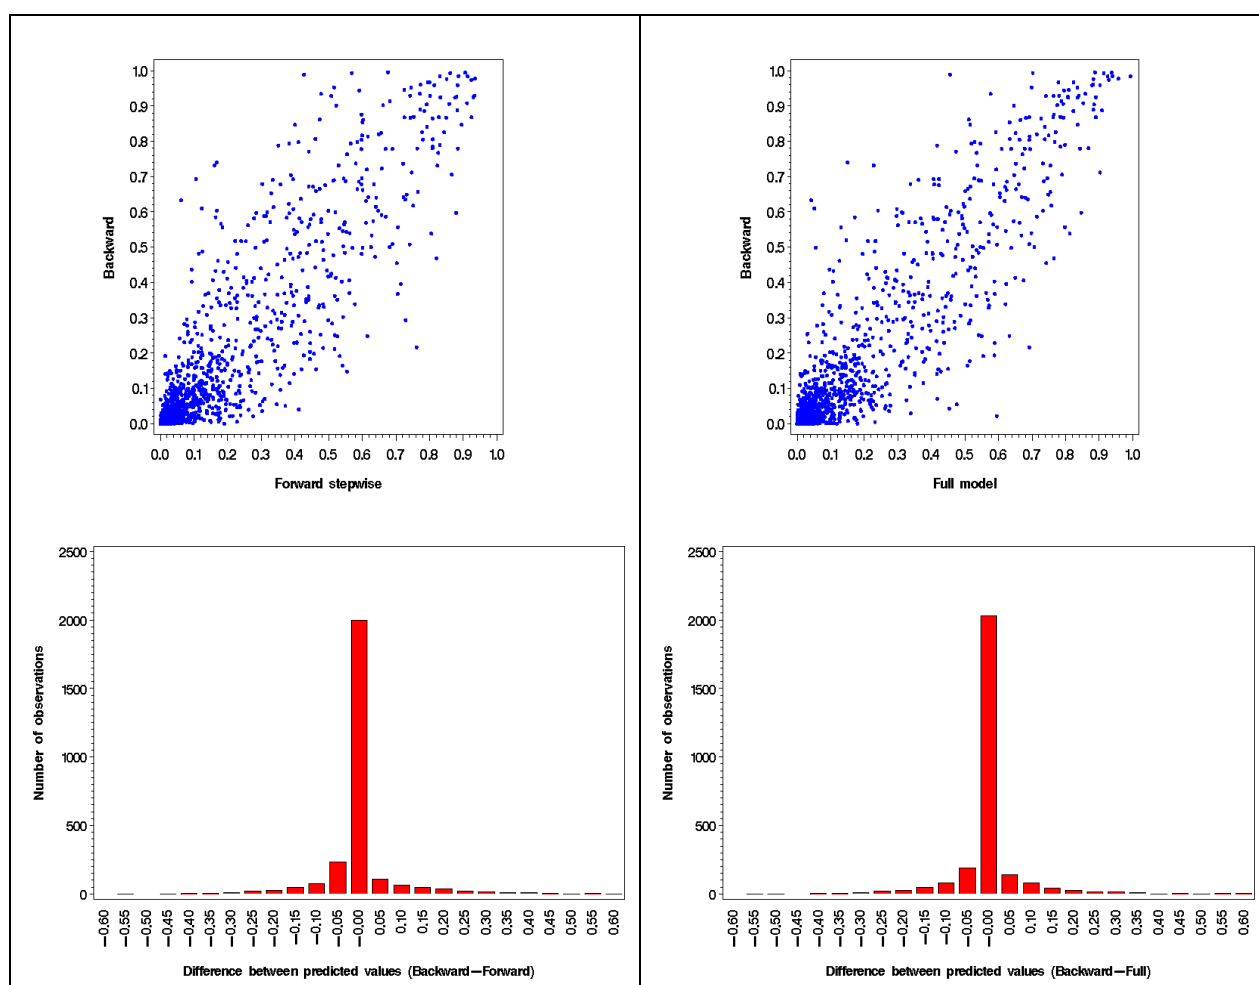 1.0
0.9
0.8
0.7
0.6
0.5
0.4
0.3
0.2
0.1
0.0
Backward
0.0 0.1 0.2 0.3 0.4 0.5 0.6 0.7 0.8 0.9 1.0
Forward stepwise
1.0
0.9
0.8
0.7
0.6
0.5
0.4
0.3
0.2
0.1
0.0
Backward
0.0 0.1 0.2 0.3 0.4 0.5 0.6 0.7 0.8 0.9 1.0
Full model
2500
2000
1500
1000
500
0
Number of observations
−0.60 −0.55 −0.50 −0.45 −0.40 −0.35 −0.30 −0.25 −0.20 −0.15 −0.10 −0.05 −0.00 0.05 0.10 0.15 0.20 0.25 0.30 0.35 0.40 0.45 0.50 0.55 0.60
Difference between predicted values (Backward−Forward)
2500
2000
1500
1000
500
0
Number of observations
−0.60 −0.55 −0.50 −0.45 −0.40 −0.35 −0.30 −0.25 −0.20 −0.15 −0.10 −0.05 −0.00 0.05 0.10 0.15 0.20 0.25 0.30 0.35 0.40 0.45 0.50 0.55 0.60
Difference between predicted values (Backward−Full)